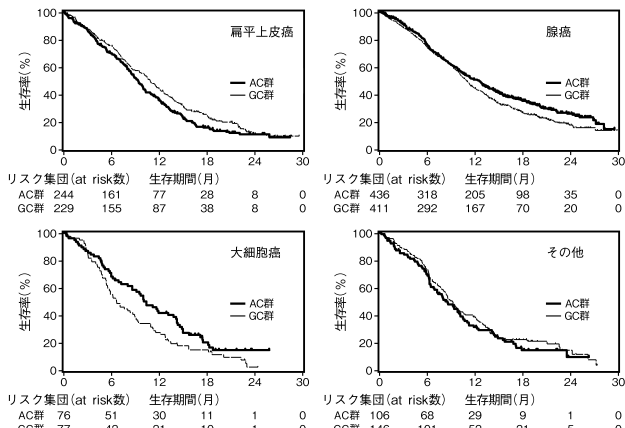 100
80
60
40
20
0
生存率(%)
扁平上皮癌
AC群
GC群
0 6 12 18 24 30
リスク集団(at risk数) 生存期間(月)
AC群 244 161 77 28 8 0
GC群 229 155 87 38 8 0
100
80
60
40
20
0
生存率(%)
腺癌
AC群
GC群
0 6 12 18 24 30
リスク集団(at risk数) 生存期間(月)
AC群 436 318 205 98 35 0
GC群 411 292 167 70 20 0
100
80
60
40
20
0
生存率(%)
大細胞癌
AC群
GC群
0 6 12 18 24 30
リスク集団(at risk数) 生存期間(月)
AC群 76 51 30 11 1 0
100
80
60
40
20
0
生存率(%)
その他
AC群
GC群
0 6 12 18 24 30
リスク集団(at risk数) 生存期間(月)
AC群 106 68 29 9 1 0